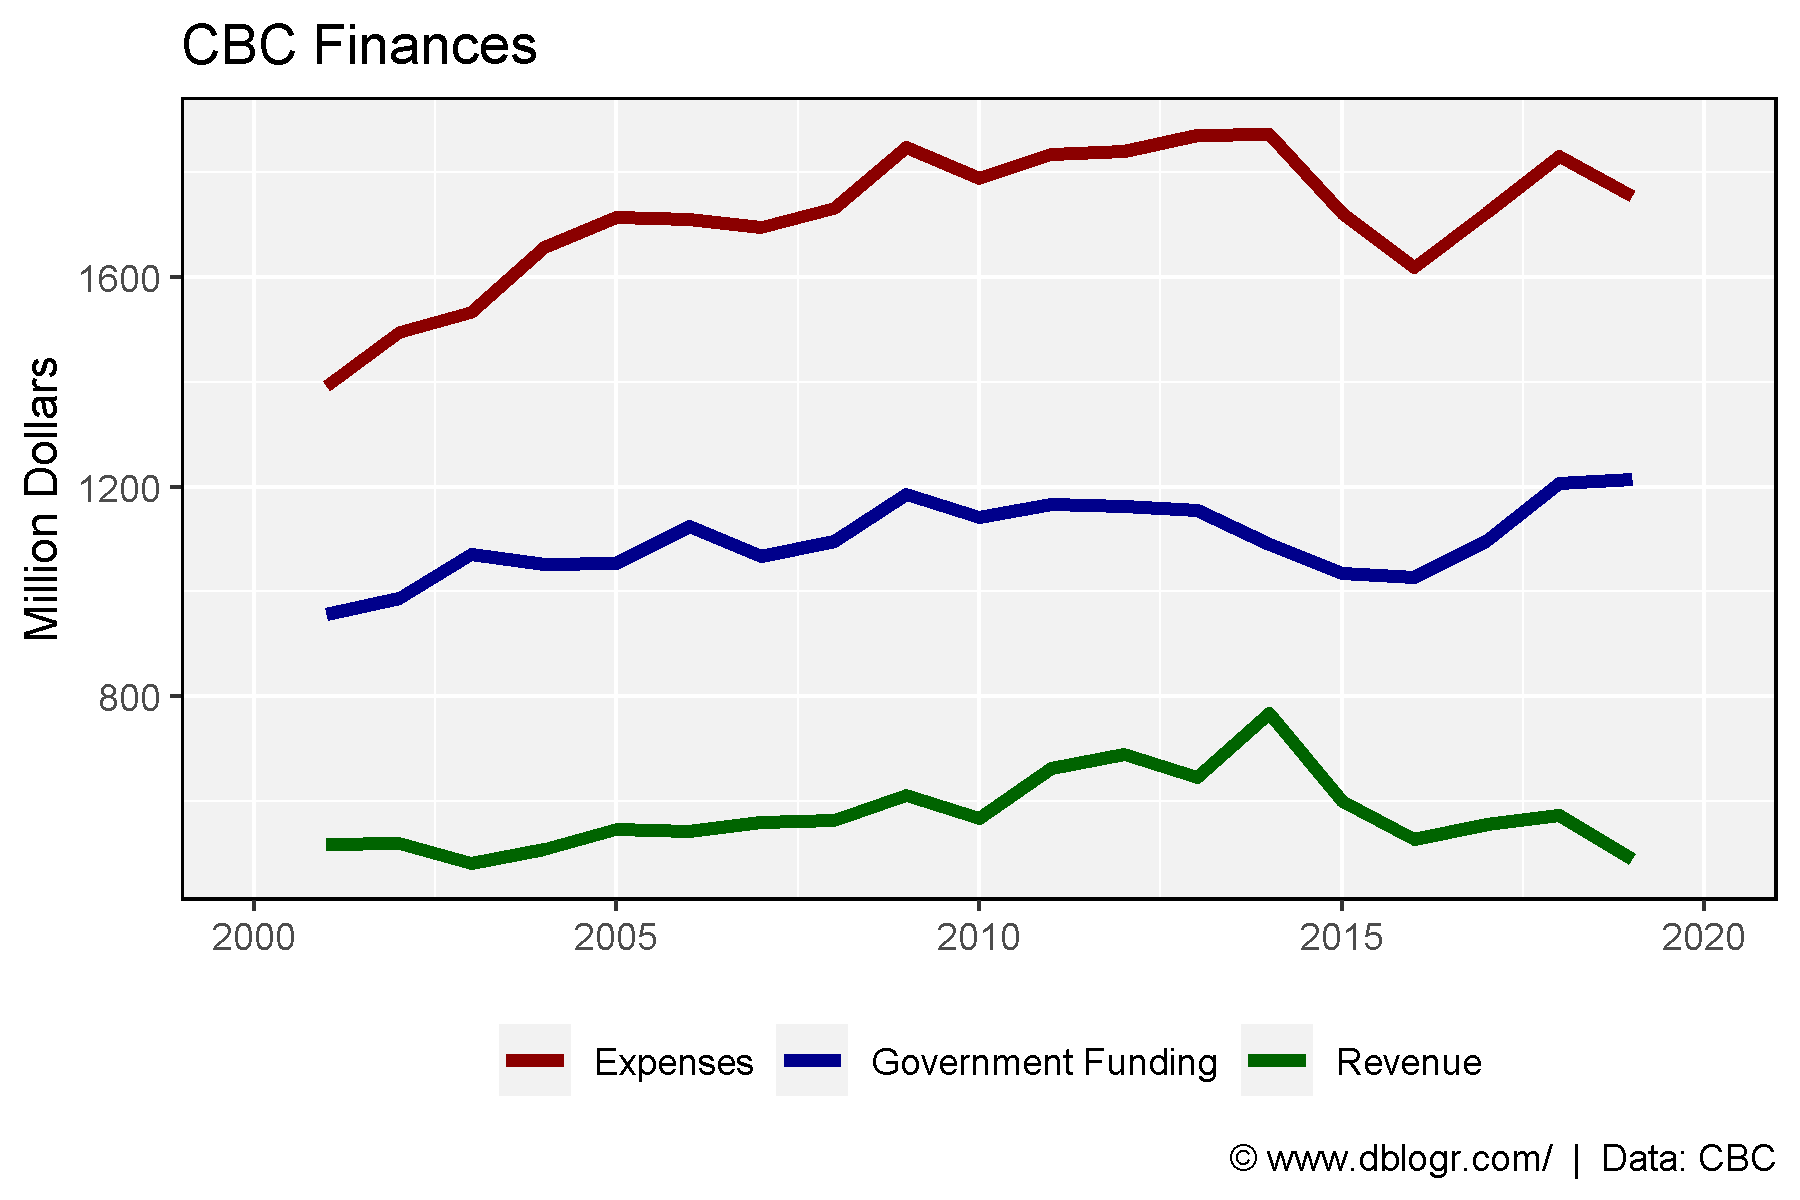 CBC Finances
Million Dollars
1600
1200
800
2000 2005 2010 2015 2020
Expenses Government Funding Revenue
© www.dblogr.com/ | Data: CBC